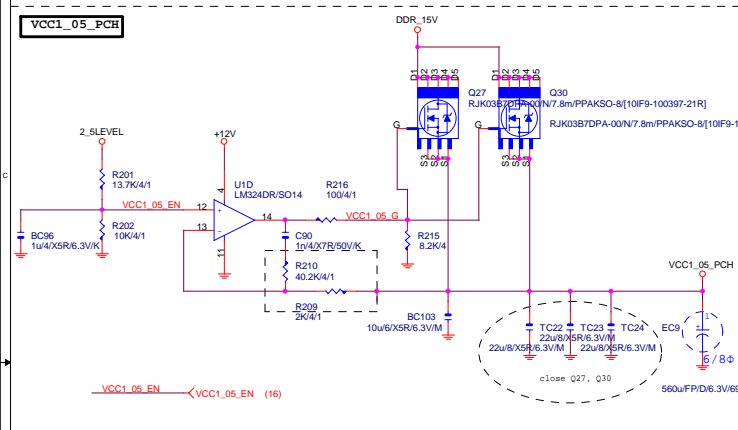 VCC1_05_PCH
DDR_15V
D1 D2 D3 D4 D5
D1 D2 D3 D4 D5
Q27
RJK03B7DPA-00/N/7.8m/PPAKSO-8/[10IF9-100397-21R]
Q30
RJK03B7DPA-00/N/7.8m/PPAKSO-8/[10IF9-1
G
G
S3 S2 S1
S3 S2 S1
2_5LEVEL
+12V
R201
13.7K/4/1
C
VCC1_05_EN
12
13
+
-
4
11
14
U1D
LM324DR/SO14
R216
100/4/1
VCC1_05_G
BC96
1u/4/X5R/6.3V/K
R202
10K/4/1
C90
1n/4/X7R/50V/K
R215
8.2K/4
R210
40.2K/4/1
R209
2K/4/1
BC103
10u/6/X5R/6.3V/M
TC22
22u/8/X5R/6.3V/M
TC23
22u/8/X5R/6.3V/M
TC24
22u/8/X5R/6.3V/M
close Q27, Q30
VCC1_05_PCH
EC9
1
+
6/8Φ
560u/FP/D/6.3V/69
VCC1_05_EN
VCC1_05_EN (16)